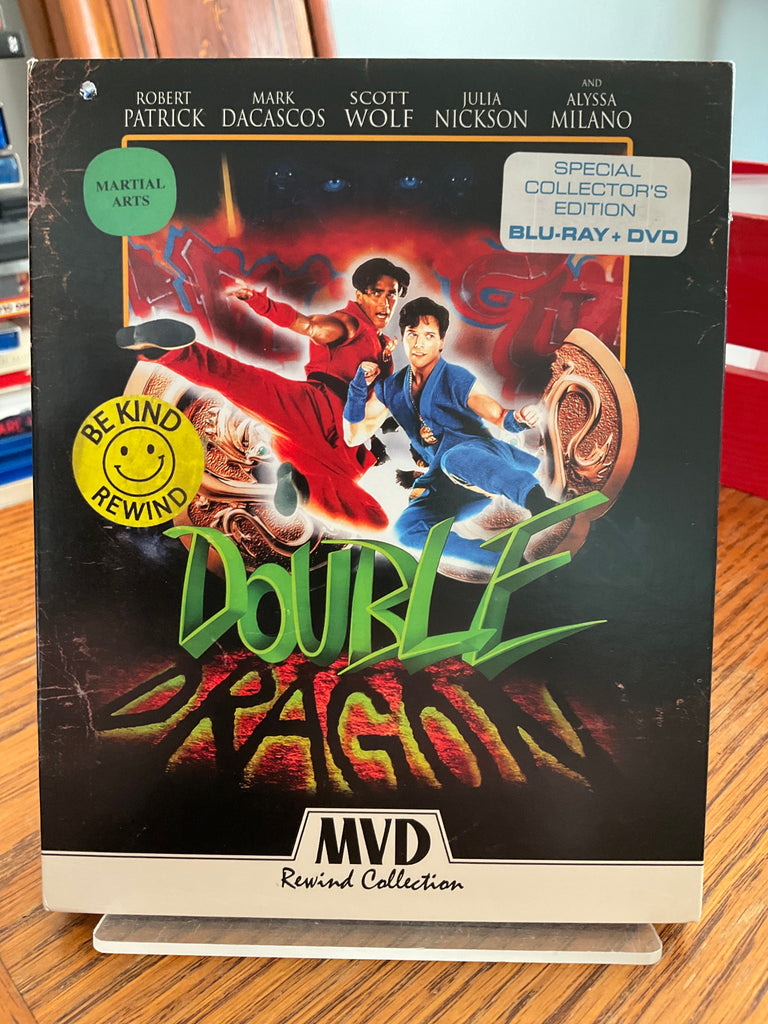 ROBERT PATRICK
MARK DACASCOS
SCOTT WOLF
JULIA NICKSON
AND ALYSSA MILANO
MARTIAL
ARTS
SPECIAL
COLLECTOR'S
EDITION
BLU-RAY + DVD
BE KIND
REWIND
DOUBLE
DRAGON
MVD
Rewind Collection